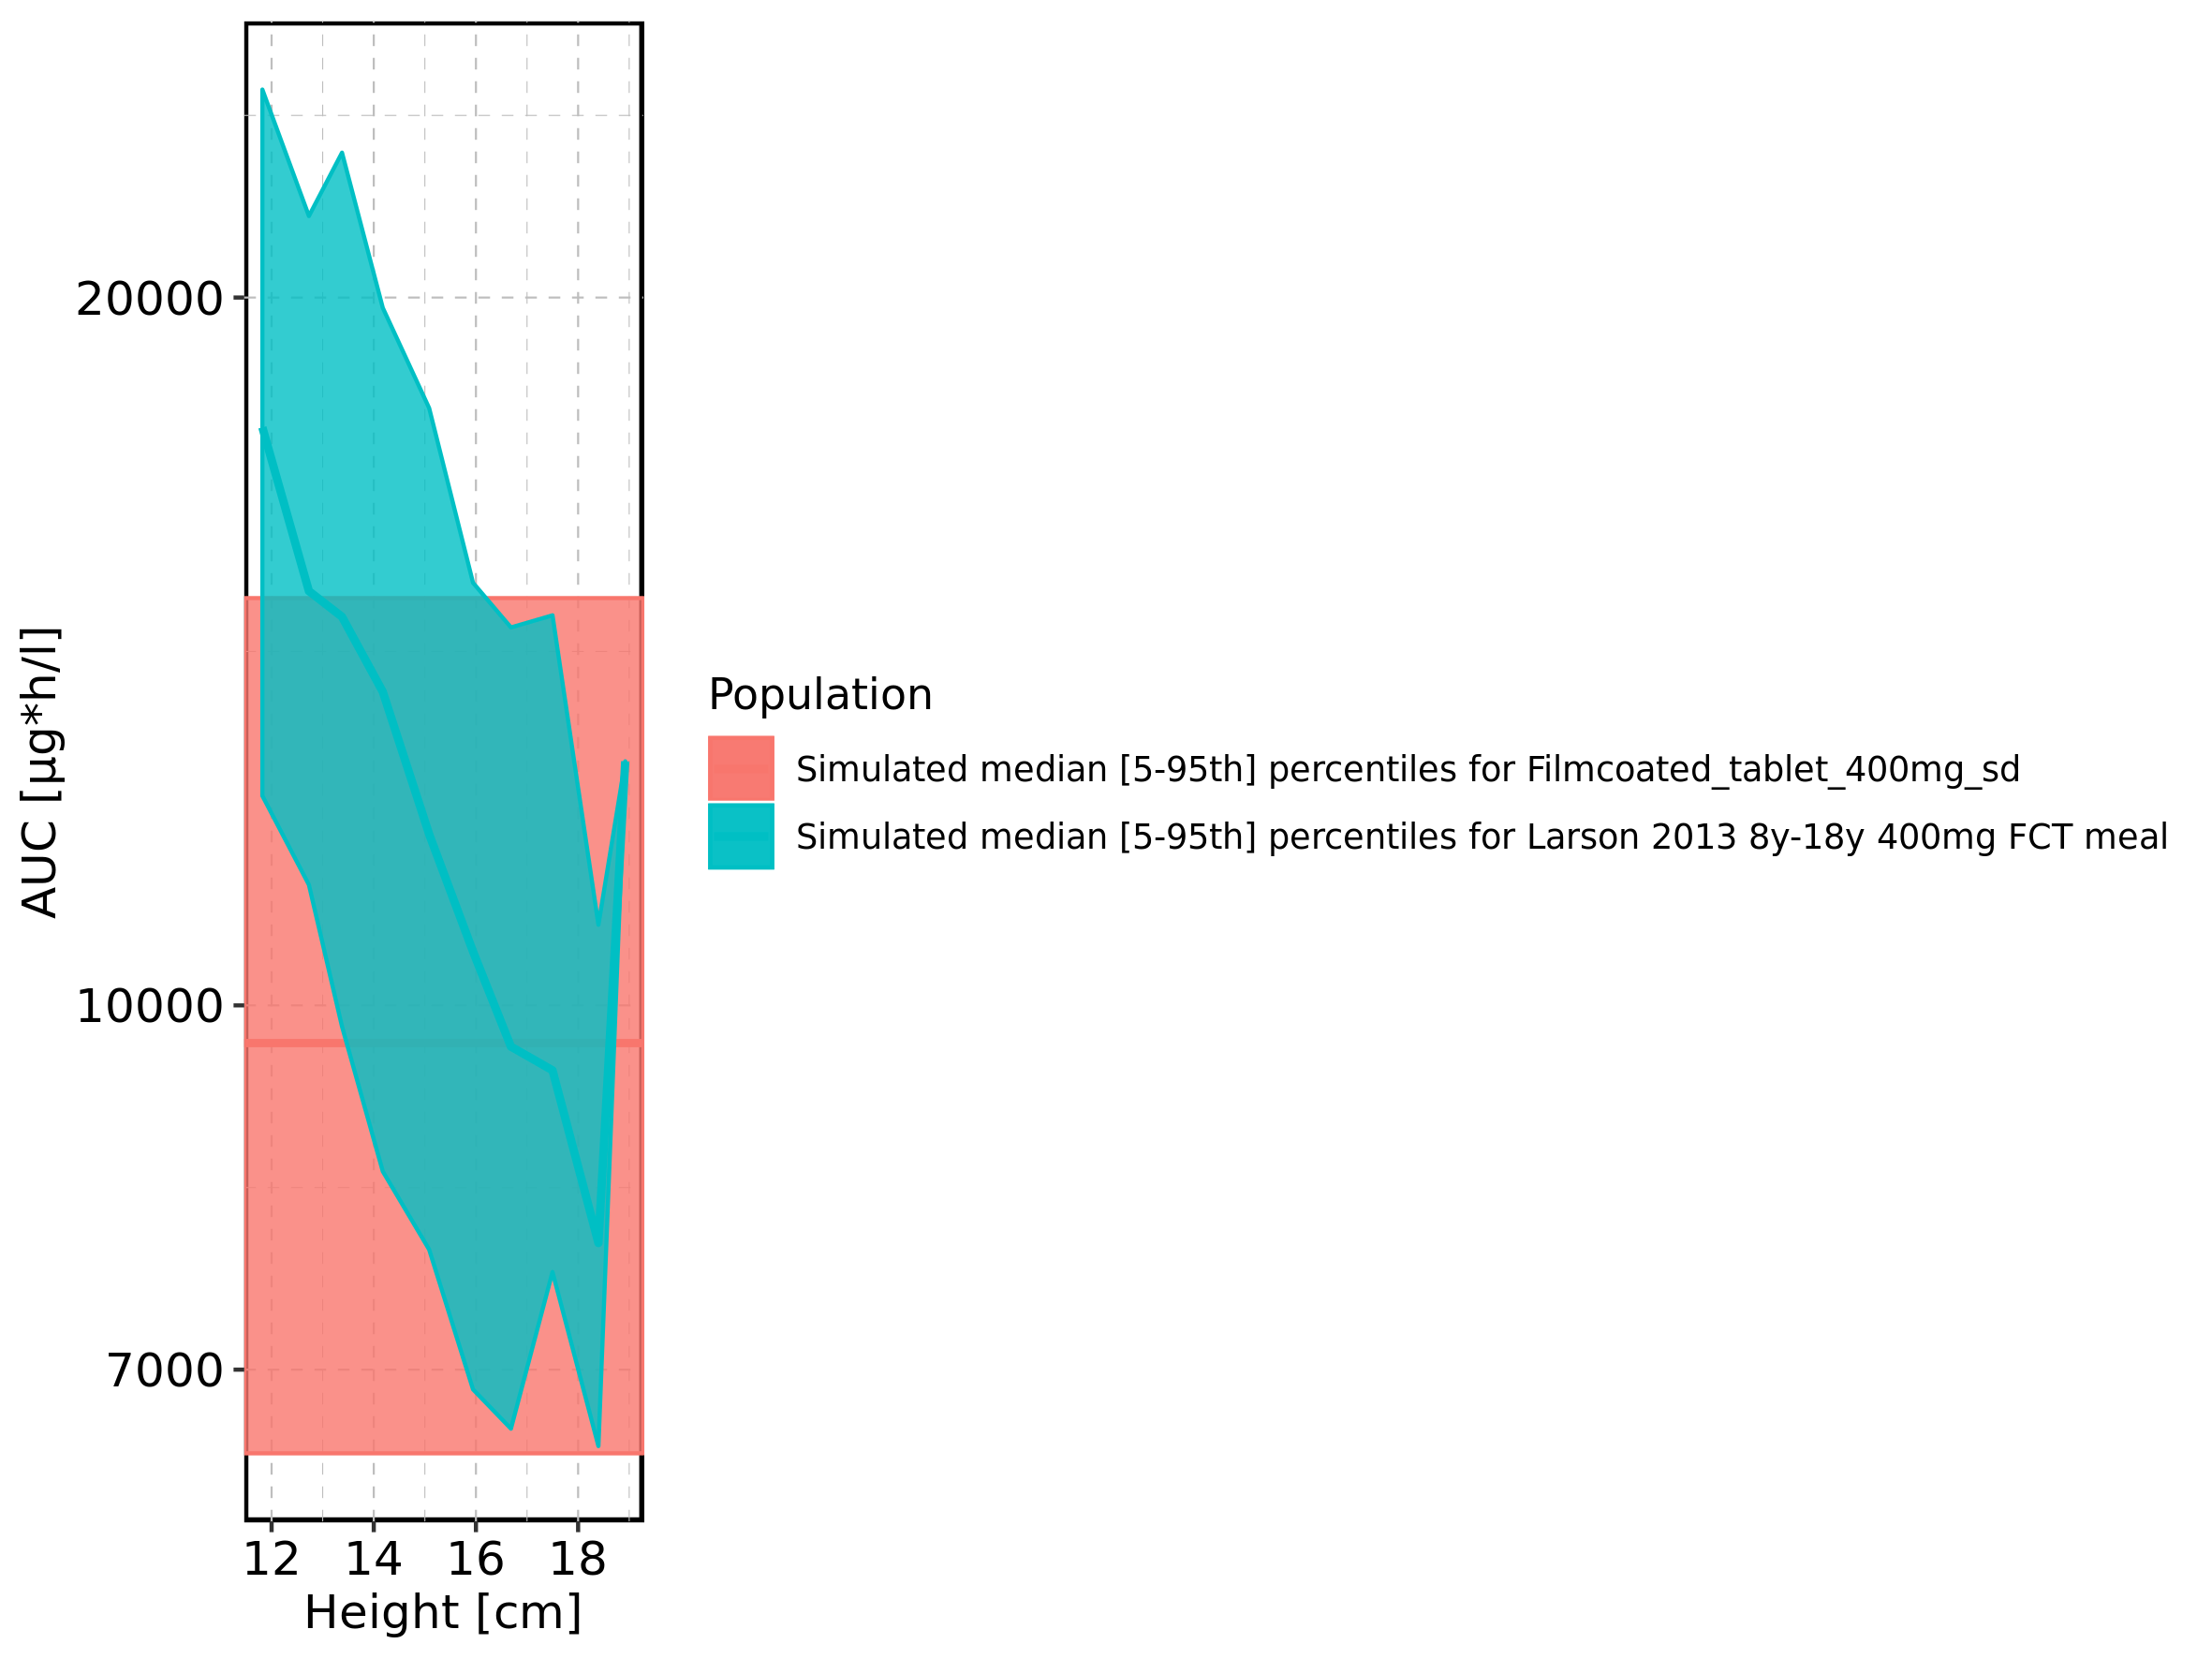 20000
10000
7000
AUC [µg*h/l]
12 14 16 18
Height [cm]
Population
Simulated median [5-95th] percentiles for Filmcoated_tablet_400mg_sd
Simulated median [5-95th] percentiles for Larson 2013 8y-18y 400mg FCT meal